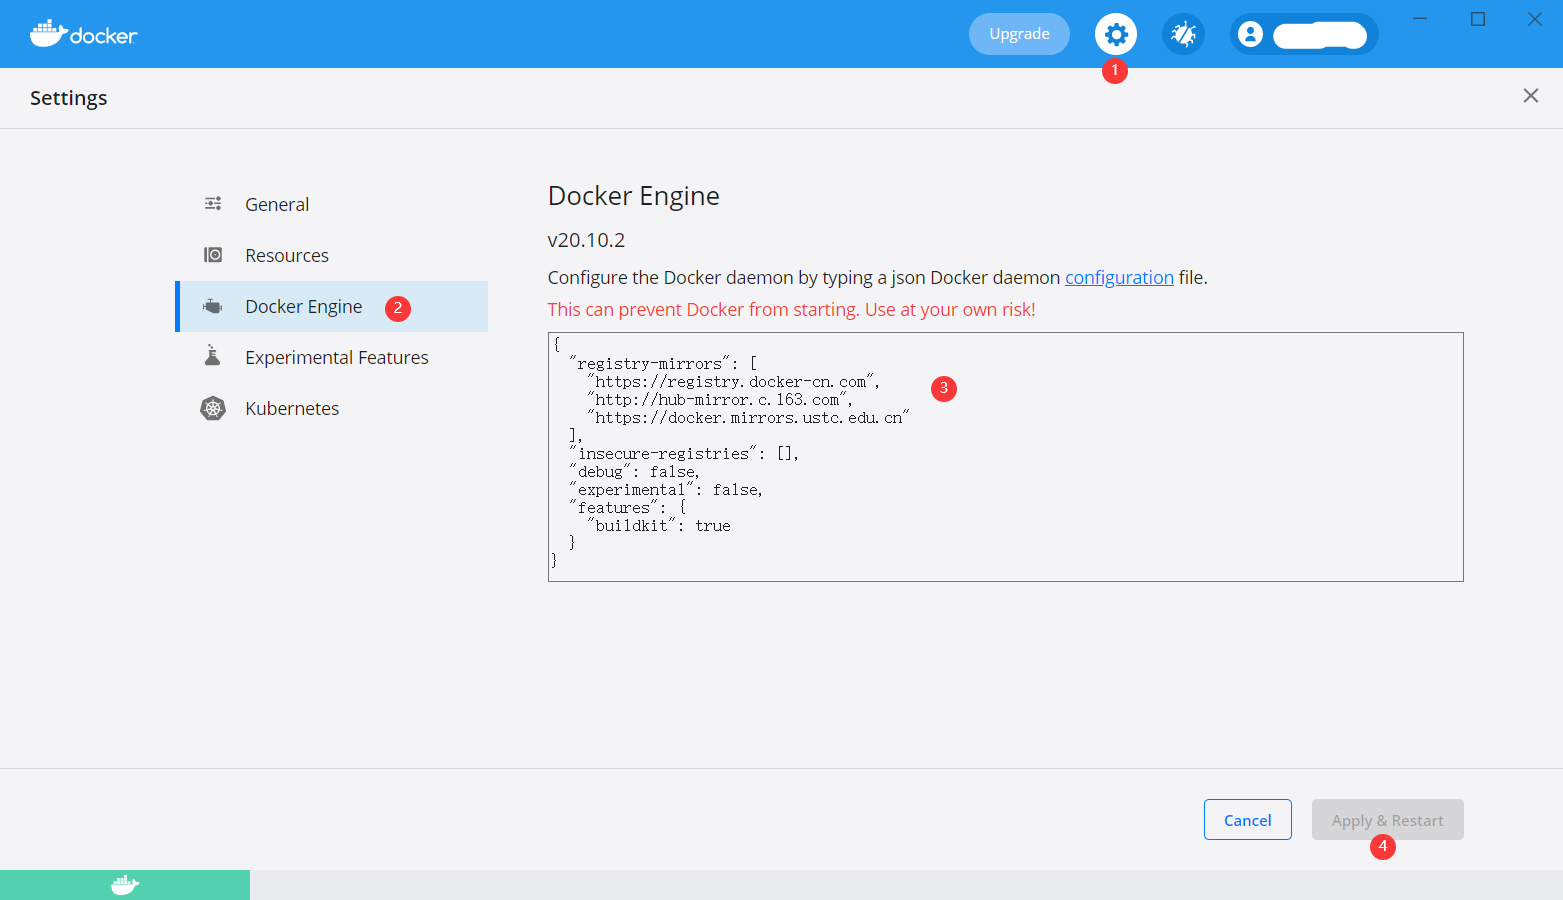 docker
Upgrade
1
Settings
General
Resources
Docker Engine 2
Experimental Features
Kubernetes
Docker Engine
v20.10.2
Configure the Docker daemon by typing a json Docker daemon configuration file.
This can prevent Docker from starting. Use at your own risk!
{
"registry-mirrors": [
"https://registry.docker-cn.com",
"http://hub-mirror.c.163.com",
"https://docker.mirrors.ustc.edu.cn"
],
"insecure-registries": [],
"debug": false,
"experimental": false,
"features": {
"buildkit": true
}
}
3
Cancel
Apply & Restart
4